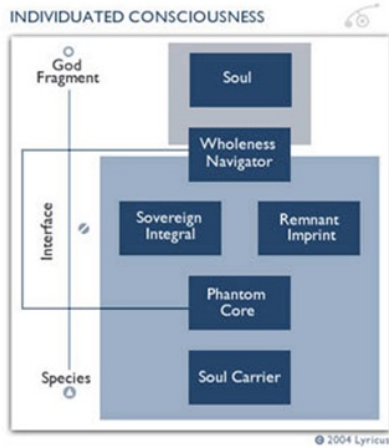 INDIVIDUATED CONSCIOUSNESS
God
Fragment
Soul
Wholeness
Navigator
Interface
Sovereign
Integral
Remnant
Imprint
Phantom
Core
Species
Soul Carrier
© 2004 Lyricus